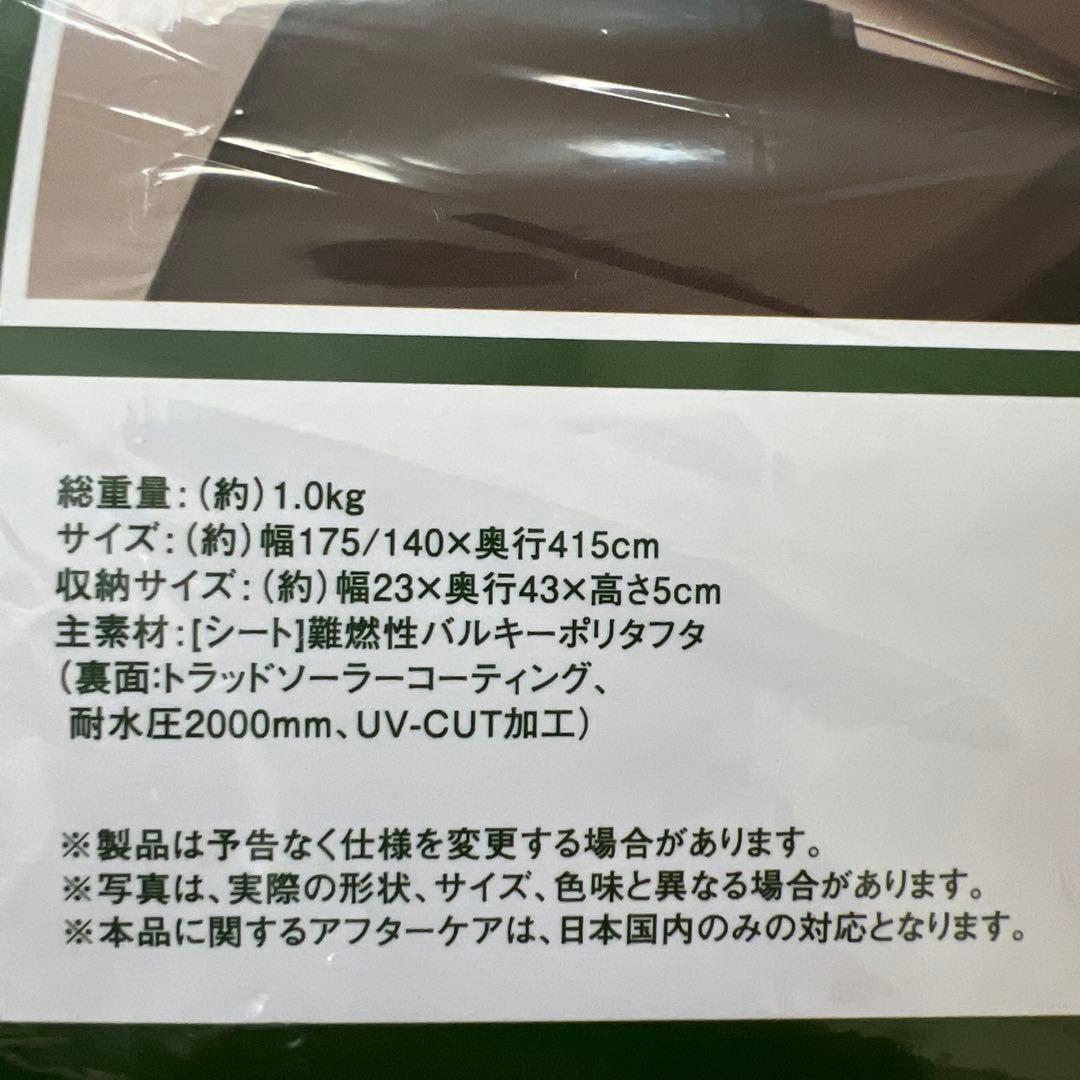 総重量:(約)1.0kg
サイズ:(約)幅175/140×奥行415cm
収納サイズ:(約)幅23×奥行43×高さ5cm
主素材:[シート]難燃性バルキーポリタフタ
(裏面:トラッドソーラーコーティング、
耐水圧2000mm、UV-CUT加工)
※製品は予告なく仕様を変更する場合があります。
※写真は、実際の形状、サイズ、色味と異なる場合があります。
※本品に関するアフターケアは、日本国内のみの対応となります。